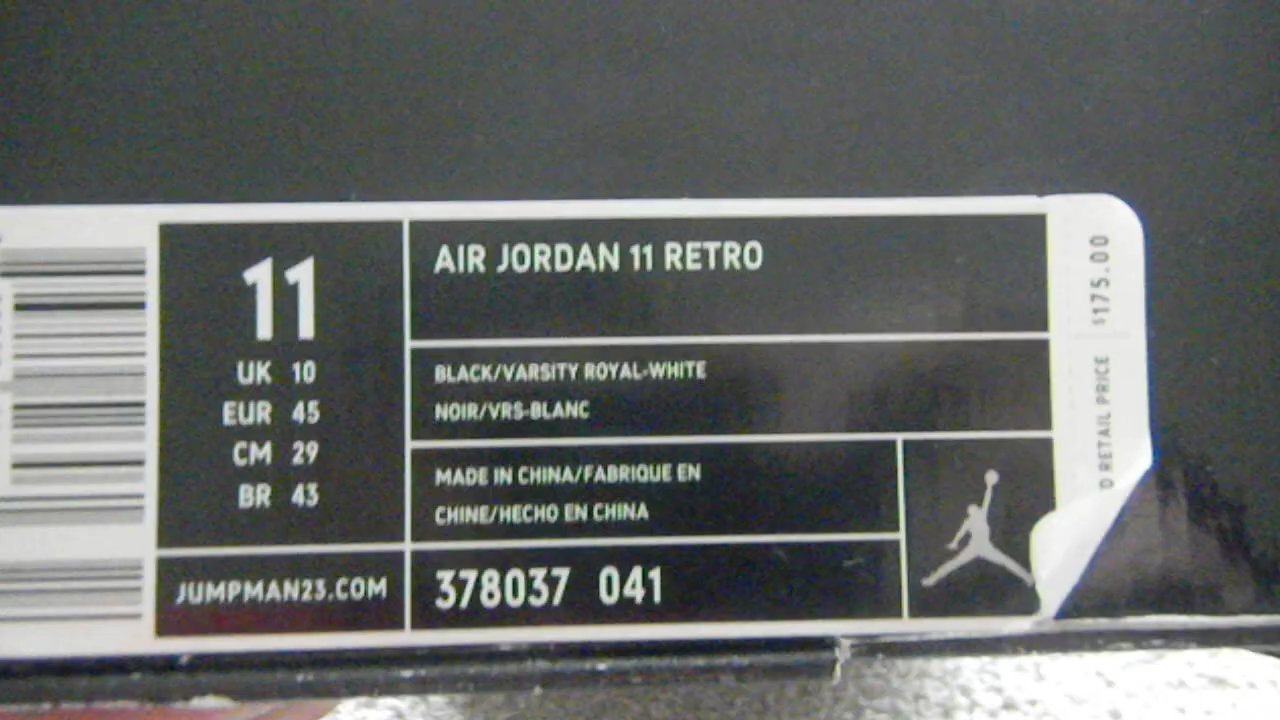 11
UK 10
EUR 45
CM 29
BR 43
JUMPMAN23.COM
AIR JORDAN 11 RETRO
BLACK/VARSITY ROYAL-WHITE
NOIR/VRS-BLANC
MADE IN CHINA/FABRIQUE EN
CHINE/HECHO EN CHINA
378037 041
RETAIL PRICE
$175.00